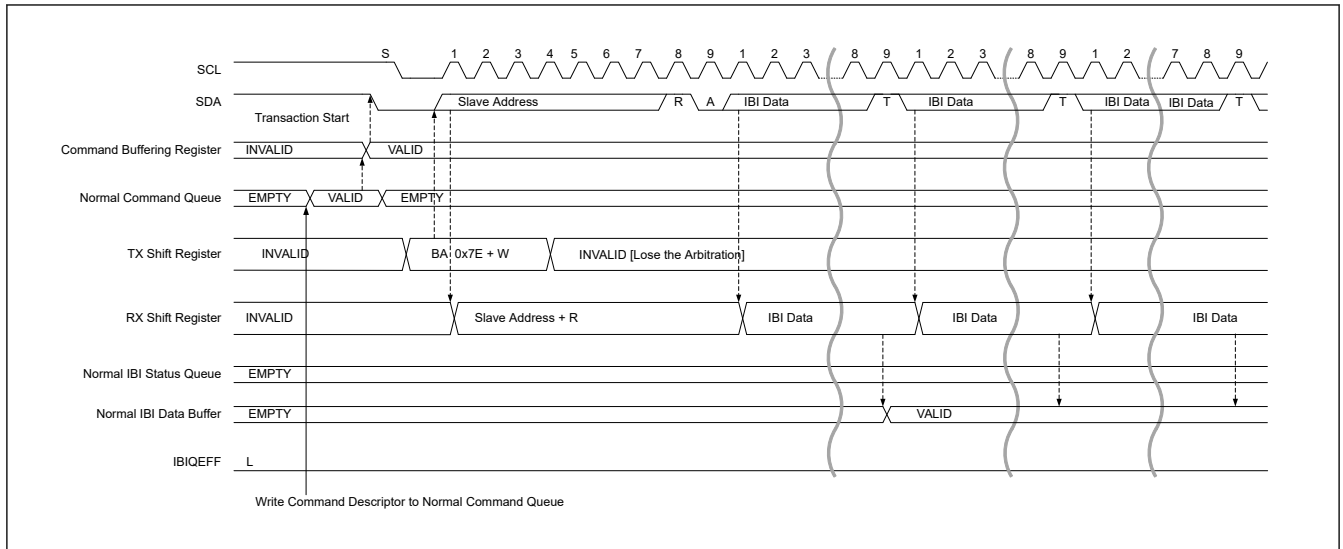 S 1 2 3 4 5 6 7 8 9 1 2 3 8 9 1 2 3 8 9 1 2 7 8 9
SCL
SDA Slave Address R A IBI Data T IBI Data T IBI Data IBI Data T
Transaction Start
Command Buffering Register INVALID VALID
Normal Command Queue EMPTY VALID EMPTY
TX Shift Register INVALID BA 0x7E + W INVALID [Lose the Arbitration]
RX Shift Register INVALID Slave Address + R IBI Data IBI Data IBI Data
Normal IBI Status Queue EMPTY
Normal IBI Data Buffer EMPTY VALID
IBIQEFF L
Write Command Descriptor to Normal Command Queue